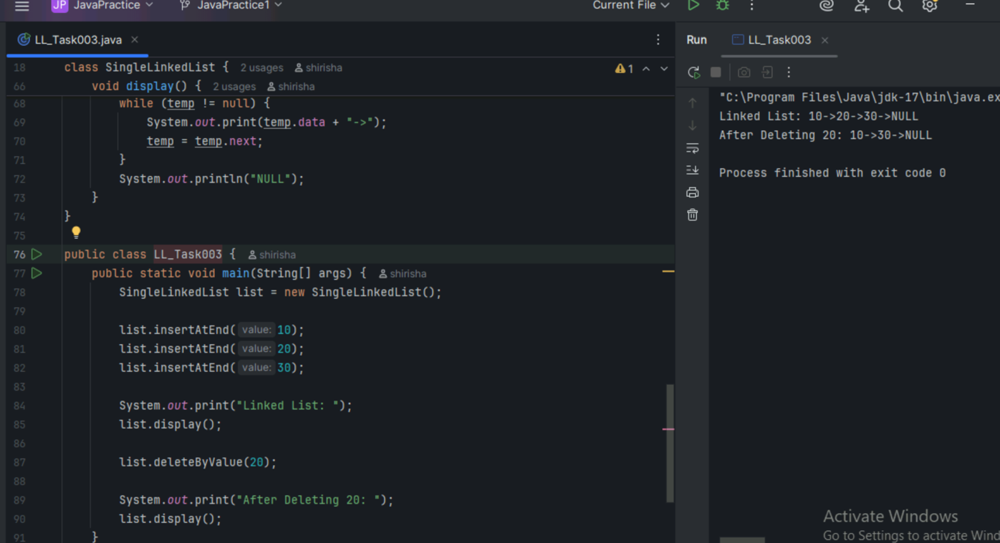 JP JavaPractice JavaPractice1 Current File
LL_Task003.java
18 class SingleLinkedList { 2 usages shirisha 1
66 void display() { 2 usages shirisha
68 while (temp != null) {
69 System.out.print(temp.data + "->");
70 temp = temp.next;
71 }
72 System.out.println("NULL");
73 }
74 }
75
76 public class LL_Task003 { shirisha
77 public static void main(String[] args) { shirisha
78 SingleLinkedList list = new SingleLinkedList();
79
80 list.insertAtEnd( value: 10);
81 list.insertAtEnd( value: 20);
82 list.insertAtEnd( value: 30);
83
84 System.out.print("Linked List: ");
85 list.display();
86
87 list.deleteByValue(20);
88
89 System.out.print("After Deleting 20: ");
90 list.display();
91 }
Run LL_Task003
"C:\Program Files\Java\jdk-17\bin\java.ex
Linked List: 10->20->30->NULL
After Deleting 20: 10->30->NULL
Process finished with exit code 0
Activate Windows
Go to Settings to activate Wind